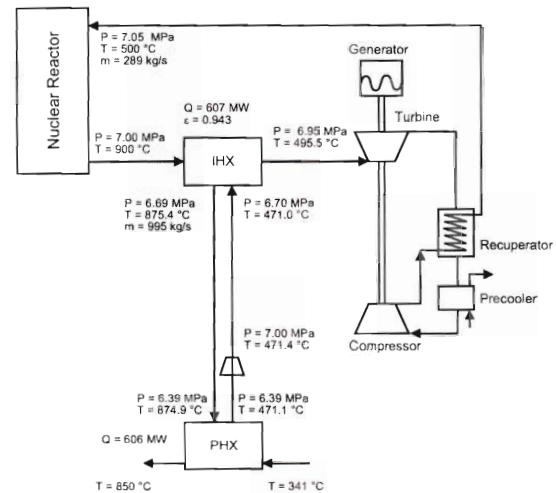 P = 7.05 MPa
T = 500 °C
m = 289 kg/s
Nuclear Reactor
Generator
Q = 607 MW
ε = 0.943
Turbine
P = 7.00 MPa
T = 900 °C
IHX
P = 6.95 MPa
T = 495.5 °C
P = 6.69 MPa
T = 875.4 °C
m = 995 kg/s
P = 6.70 MPa
T = 471.0 °C
Recuperator
Precooler
P = 7.00 MPa
T = 471.4 °C
Compressor
P = 6.39 MPa
T = 874.9 °C
P = 6.39 MPa
T = 471.1 °C
Q = 606 MW
PHX
T = 850 °C
T = 341 °C